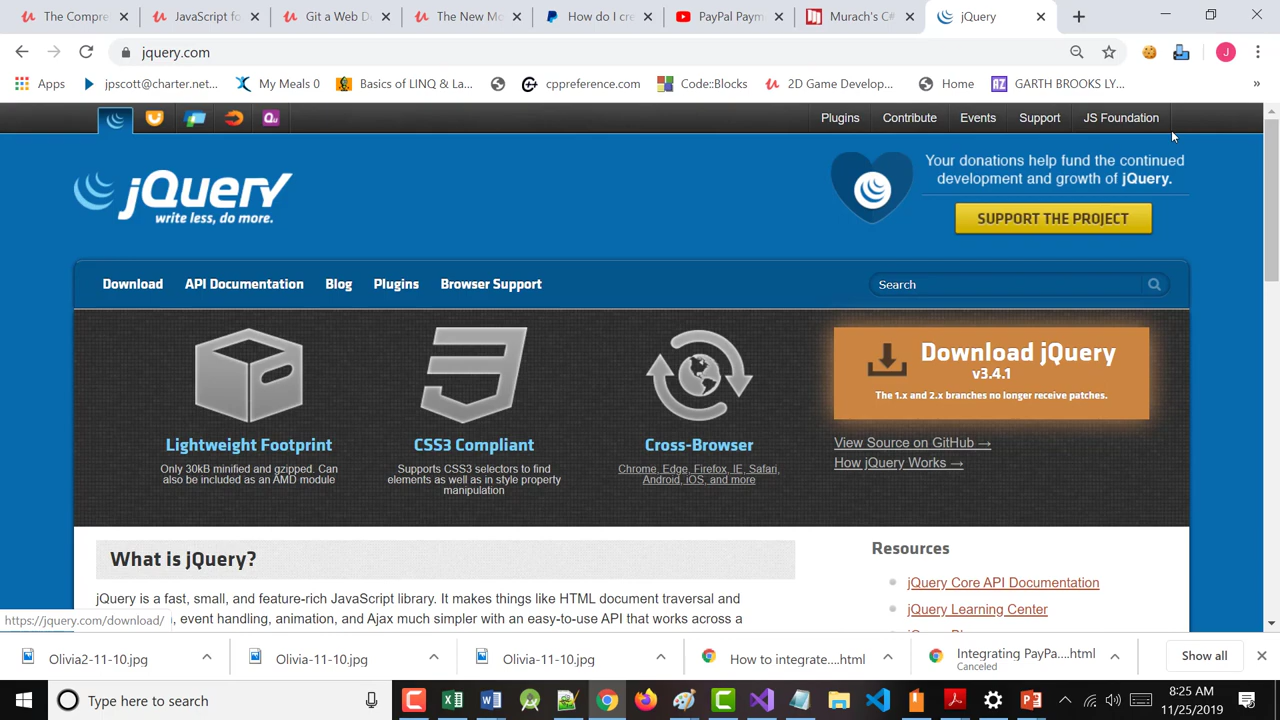 The Compre
JavaScript fo
Git a Web D
The New Mo
How do I cre
PayPal Paym
Murach's C#
jQuery
jquery.com
J
Apps
jpscott@charter.net...
My Meals 0
Basics of LINQ & La...
cppreference.com
Code::Blocks
2D Game Develop...
Home
AZ
GARTH BROOKS LY...
»
Qu
Plugins
Contribute
Events
Support
JS Foundation
jQuery
write less, do more.
Your donations help fund the continued
development and growth of jQuery.
SUPPORT THE PROJECT
Download
API Documentation
Blog
Plugins
Browser Support
Search
Lightweight Footprint
Only 30kB minified and gzipped. Can
also be included as an AMD module
CSS3 Compliant
Supports CSS3 selectors to find
elements as well as in style property
manipulation
Cross-Browser
Chrome, Edge, Firefox, IE, Safari,
Android, iOS, and more
Download jQuery
v3.4.1
The 1.x and 2.x branches no longer receive patches.
View Source on GitHub →
How jQuery Works →
What is jQuery?
jQuery is a fast, small, and feature-rich JavaScript library. It makes things like HTML document traversal and
, event handling, animation, and Ajax much simpler with an easy-to-use API that works across a
Resources
jQuery Core API Documentation
jQuery Learning Center
https://jquery.com/download/
Olivia2-11-10.jpg
Olivia-11-10.jpg
Olivia-11-10.jpg
How to integrate....html
Integrating PayPa....html
Canceled
Show all
Type here to search
8:25 AM
11/25/2019